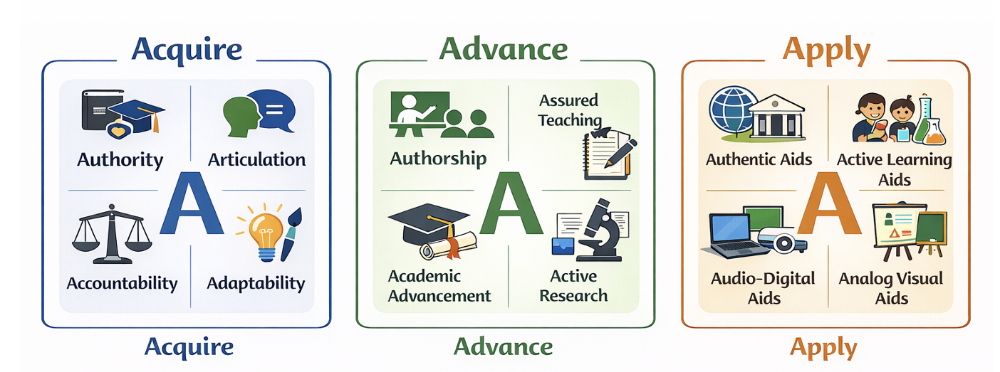 Acquire
Authority
Articulation
A
Accountability
Adaptability
Acquire
Advance
Authorship
Assured
Teaching
A
Academic
Advancement
Active
Research
Advance
Apply
Authentic Aids
Active Learning
Aids
A
Audio-Digital
Aids
Analog Visual
Aids
Apply